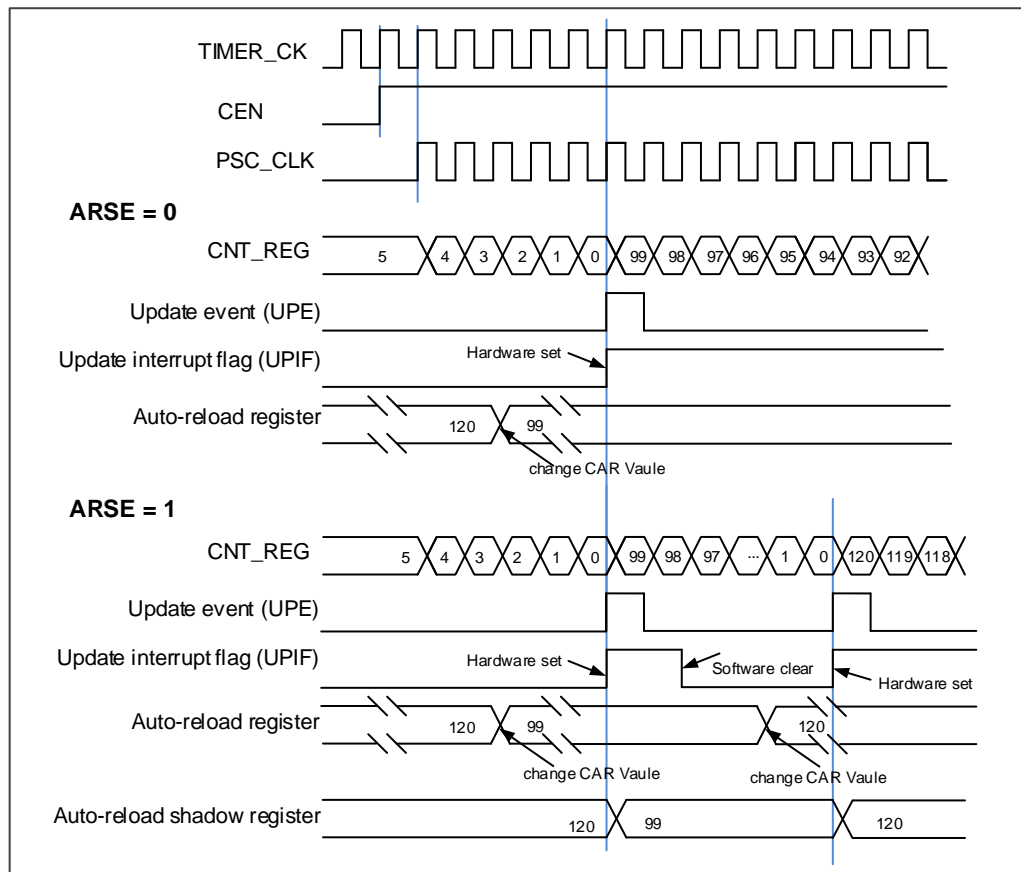 TIMER_CK
CEN
PSC_CLK
ARSE = 0
CNT_REG 5 4 3 2 1 0 99 98 97 96 95 94 93 92
Update event (UPE)
Update interrupt flag (UPIF) Hardware set
Auto-reload register 120 99
change CAR Vaule
ARSE = 1
CNT_REG 5 4 3 2 1 0 99 98 97 ... 1 0 120 119 118
Update event (UPE)
Update interrupt flag (UPIF) Hardware set Software clear Hardware set
Auto-reload register 120 99 120
change CAR Vaule change CAR Vaule
Auto-reload shadow register 120 99 120